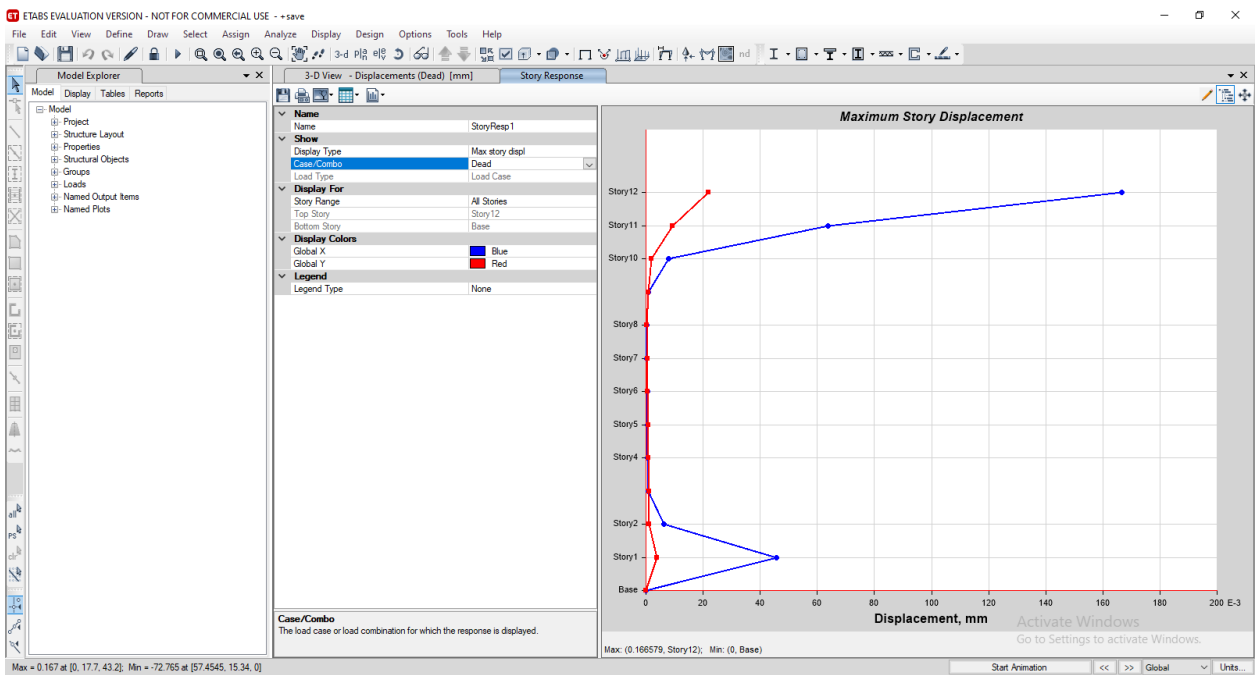 ETABS EVALUATION VERSION - NOT FOR COMMERCIAL USE - +save
File Edit View Define Draw Select Assign Analyze Display Design Options Tools Help
3-d nd
Model Explorer
3-D View - Displacements (Dead) [mm] Story Response
Model Display Tables Reports
Model
Project
Structure Layout
Properties
Structural Objects
Groups
Loads
Named Output Items
Named Plots
all
PS
clr
Name
Name StoryResp1
Show
Display Type Max story displ
Case/Combo Dead
Load Type Load Case
Display For
Story Range All Stories
Top Story Story12
Bottom Story Base
Display Colors
Global X Blue
Global Y Red
Legend
Legend Type None
Case/Combo
The load case or load combination for which the response is displayed.
Maximum Story Displacement
Story12
Story11
Story10
Story8
Story7
Story6
Story5
Story4
Story2
Story1
Base
0 20 40 60 80 100 120 140 160 180 200 E-3
Displacement, mm
Activate Windows
Go to Settings to activate Windows.
Max: (0.166579, Story12); Min: (0, Base)
Max = 0.167 at [0, 17.7, 43.2]; Min = -72.765 at [57.4545, 15.34, 0]
Start Animation << >> Global Units...